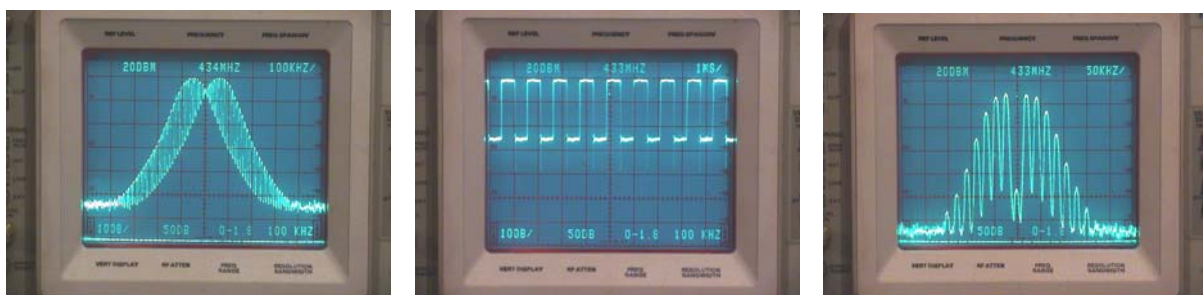 REF LEVEL FREQUENCY FREQ SPAN/DIV
20DBM 434MHZ 100KHZ/
10DB/ 50DB 0-1.8 100 KHZ
VERT DISPLAY RF ATTEN FREQ RANGE RESOLUTION BANDWIDTH
REF LEVEL FREQUENCY FREQ SPAN/DIV
20DBM 433MHZ 1MS/
10DB/ 50DB 0-1.8 100 KHZ
VERT DISPLAY RF ATTEN FREQ RANGE RESOLUTION BANDWIDTH
REF LEVEL FREQUENCY FREQ SPAN/DIV
20DBM 433MHZ 50KHZ/
50DB 0-1.8
VERT DISPLAY RF ATTEN FREQ RANGE RESOLUTION BANDWIDTH